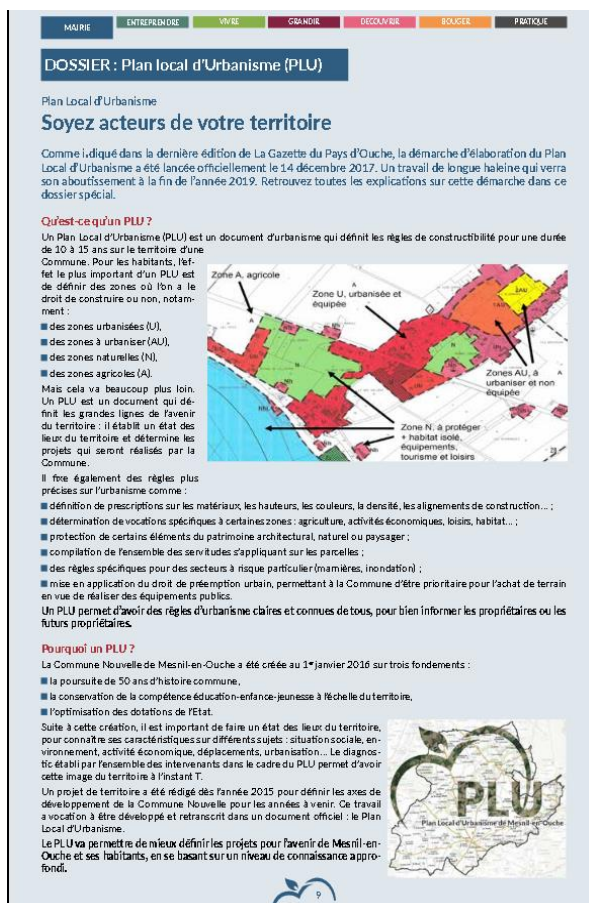 MAIRIE
ENTREPRENDRE
VIVRE
GRANDIR
DECOUVRIR
BOUGER
PRATIQUE
DOSSIER : Plan local d'Urbanisme (PLU)
Plan Local d'Urbanisme
Soyez acteurs de votre territoire
Comme indiqué dans la dernière édition de La Gazette du Pays d'Ouche, la démarche d'élaboration du Plan
Local d'Urbanisme a été lancée officiellement le 14 décembre 2017. Un travail de longue haleine qui verra
son aboutissement à la fin de l'année 2019. Retrouvez toutes les explications sur cette démarche dans ce
dossier spécial.
Qu'est-ce qu'un PLU ?
Un Plan Local d'Urbanisme (PLU) est un document d'urbanisme qui définit les règles de constructibilité pour une durée
de 10 à 15 ans sur le territoire d'une
Commune. Pour les habitants, l'ef-
fet le plus important d'un PLU est
de définir des zones où l'on a le
droit de construire ou non, notam-
ment :
des zones urbanisées (U),
des zones à urbaniser (AU),
des zones naturelles (N),
des zones agricoles (A).
Mais cela va beaucoup plus loin.
Un PLU est un document qui dé-
finit les grandes lignes de l'avenir
du territoire : il établit un état des
lieux du territoire et détermine les
projets qui seront réalisés par la
Commune.
Il fixe également des règles plus
précises sur l'urbanisme comme :
Zone A, agricole
Zone U, urbanisée et
équipée
Zones AU, à
urbaniser et non
équipée
Zone N, à protéger
+ habitat isolé,
équipements,
tourisme et loisirs
définition de prescriptions sur les matériaux, les hauteurs, les couleurs, la densité, les alignements de construction... ;
détermination de vocations spécifiques à certaines zones : agriculture, activités économiques, loisirs, habitat... ;
protection de certains éléments du patrimoine architectural, naturel ou paysager ;
compilation de l'ensemble des servitudes s'appliquant sur les parcelles ;
des règles spécifiques pour des secteurs à risque particulier (marnières, inondation) ;
mise en application du droit de préemption urbain, permettant à la Commune d'être prioritaire pour l'achat de terrain
en vue de réaliser des équipements publics.
Un PLU permet d'avoir des règles d'urbanisme claires et connues de tous, pour bien informer les propriétaires ou les
futurs propriétaires.
Pourquoi un PLU ?
La Commune Nouvelle de Mesnil-en-Ouche a été créée au 1er janvier 2016 sur trois fondements :
la poursuite de 50 ans d'histoire commune,
la conservation de la compétence éducation-enfance-jeunesse à l'échelle du territoire,
l'optimisation des dotations de l'Etat.
Suite à cette création, il est important de faire un état des lieux du territoire,
pour connaître ses caractéristiques sur différents sujets : situation sociale, en-
vironnement, activité économique, déplacements, urbanisation... Le diagnos-
tic établi par l'ensemble des intervenants dans le cadre du PLU permet d'avoir
cette image du territoire à l'instant T.
Un projet de territoire a été rédigé dès l'année 2015 pour définir les axes de
développement de la Commune Nouvelle pour les années à venir. Ce travail
a vocation à être développé et retranscrit dans un document officiel : le Plan
Local d'Urbanisme.
Le PLU va permettre de mieux définir les projets pour l'avenir de Mesnil-en-
Ouche et ses habitants, en se basant sur un niveau de connaissance appro-
fondi.
PLU
Plan Local d'Urbanisme de Mesnil-en-Ouche
9